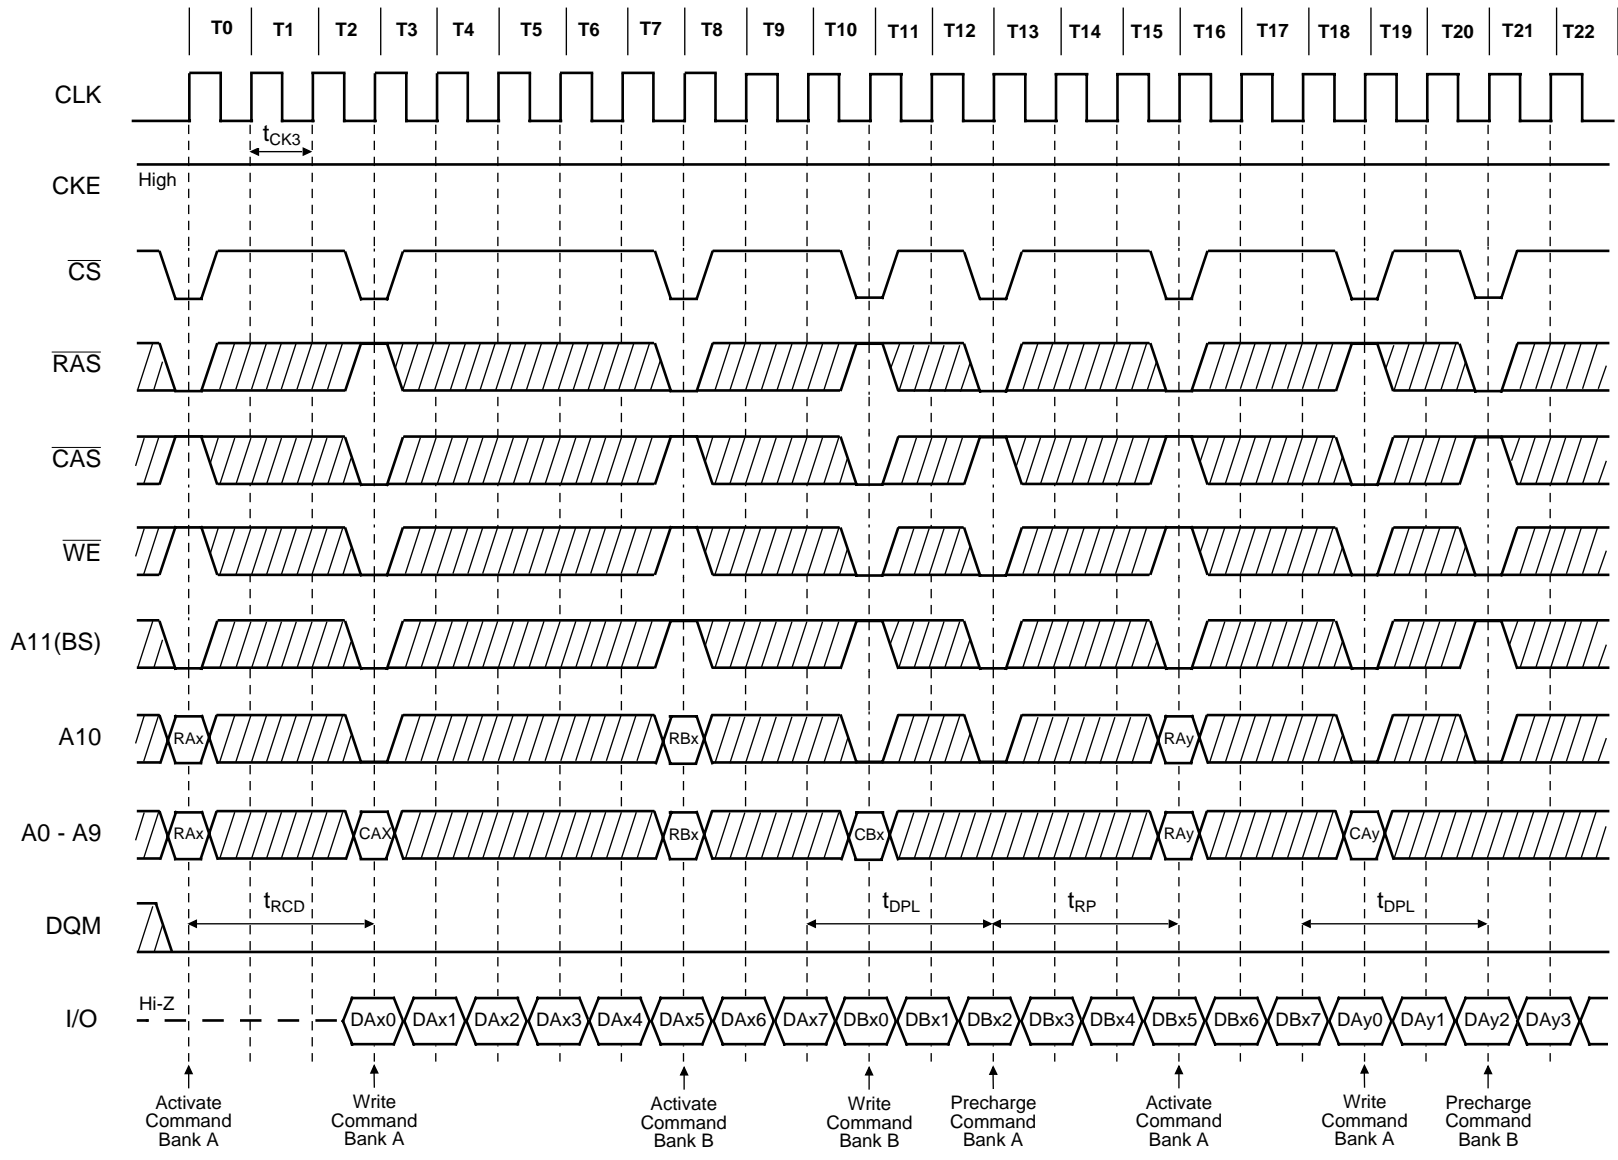 T0 T1 T2 T3 T4 T5 T6 T7 T8 T9 T10 T11 T12 T13 T14 T15 T16 T17 T18 T19 T20 T21 T22
CLK
tCK3
CKE
High
CS
RAS
CAS
WE
A11(BS)
A10
RAx RBx RAy
A0 - A9
RAx CAX RBx CBx RAy CAy
DQM
tRCD tDPL tRP tDPL
I/O
Hi-Z
DAx0 DAx1 DAx2 DAx3 DAx4 DAx5 DAx6 DAx7 DBx0 DBx1 DBx2 DBx3 DBx4 DBx5 DBx6 DBx7 DAy0 DAy1 DAy2 DAy3
Activate
Command
Bank A
Write
Command
Bank A
Activate
Command
Bank B
Write
Command
Bank B
Precharge
Command
Bank A
Activate
Command
Bank A
Write
Command
Bank A
Precharge
Command
Bank B